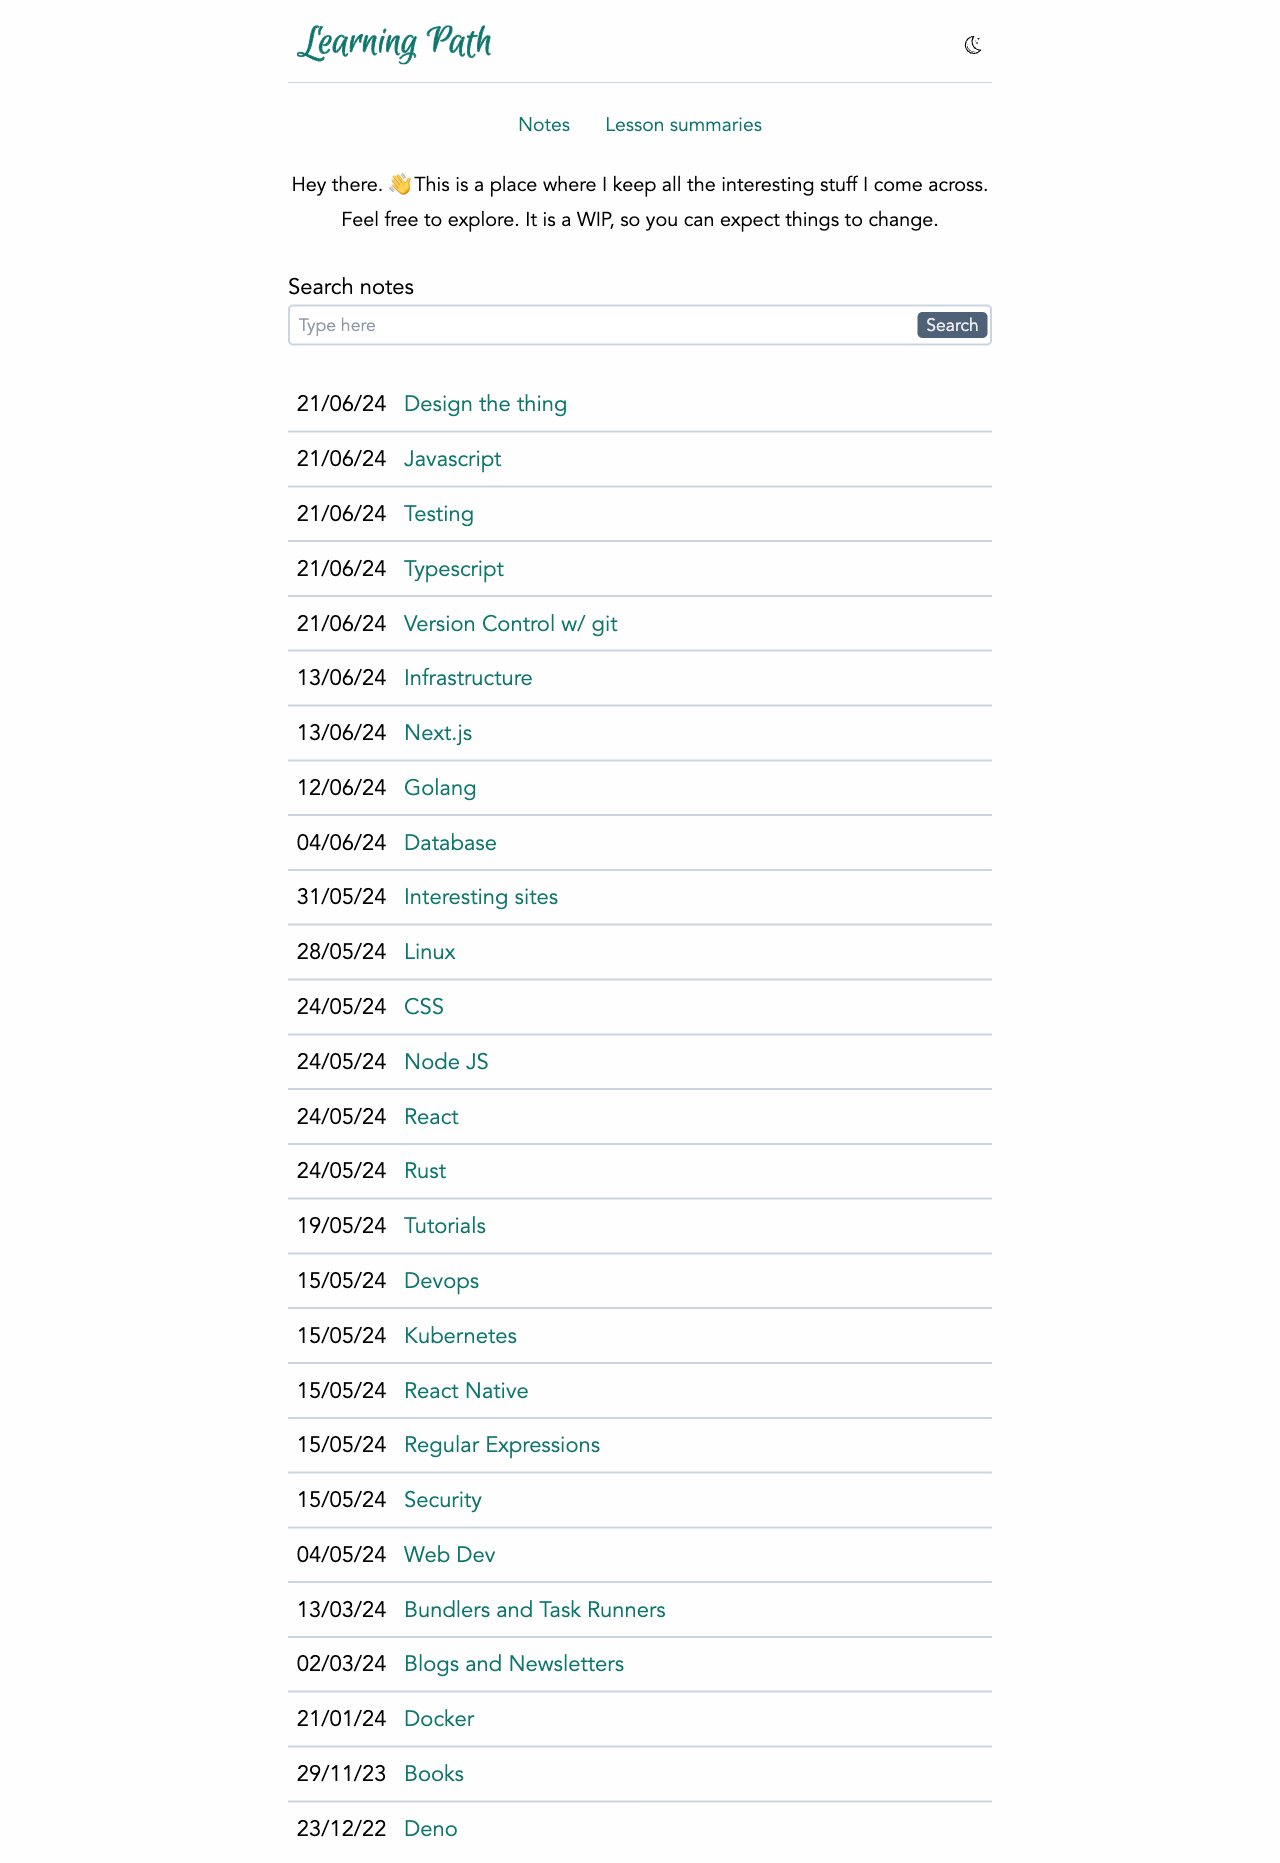 Learning Path
Notes Lesson summaries
Hey there. 👋This is a place where I keep all the interesting stuff I come across.
Feel free to explore. It is a WIP, so you can expect things to change.
Search notes
Type here Search
21/06/24 Design the thing
21/06/24 Javascript
21/06/24 Testing
21/06/24 Typescript
21/06/24 Version Control w/ git
13/06/24 Infrastructure
13/06/24 Next.js
12/06/24 Golang
04/06/24 Database
31/05/24 Interesting sites
28/05/24 Linux
24/05/24 CSS
24/05/24 Node JS
24/05/24 React
24/05/24 Rust
19/05/24 Tutorials
15/05/24 Devops
15/05/24 Kubernetes
15/05/24 React Native
15/05/24 Regular Expressions
15/05/24 Security
04/05/24 Web Dev
13/03/24 Bundlers and Task Runners
02/03/24 Blogs and Newsletters
21/01/24 Docker
29/11/23 Books
23/12/22 Deno